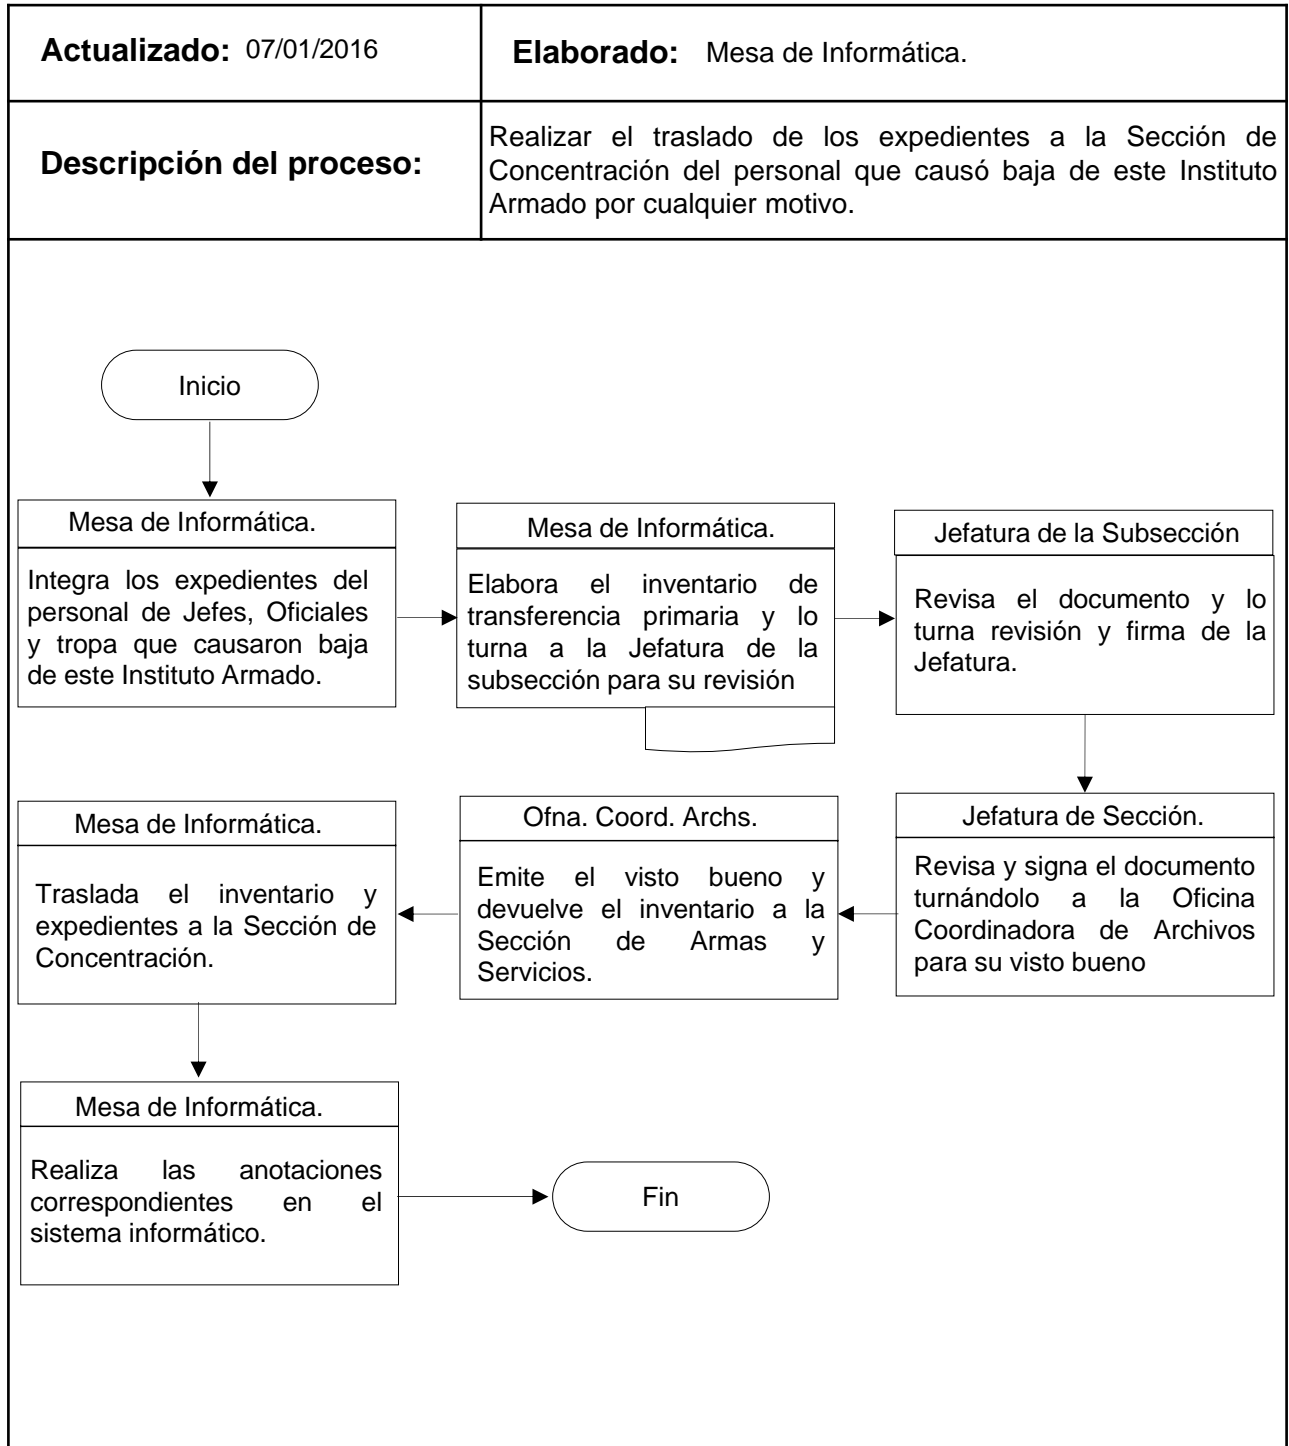 Actualizado: 07/01/2016
Elaborado: Mesa de Informática.
Descripción del proceso:
Realizar el traslado de los expedientes a la Sección de
Concentración del personal que causó baja de este Instituto
Armado por cualquier motivo.
Inicio
Mesa de Informática.
Integra los expedientes del
personal de Jefes, Oficiales
y tropa que causaron baja
de este Instituto Armado.
Mesa de Informática.
Elabora el inventario de
transferencia primaria y lo
turna a la Jefatura de la
subsección para su revisión
Jefatura de la Subsección
Revisa el documento y lo
turna revisión y firma de la
Jefatura.
Jefatura de Sección.
Revisa y signa el documento
turnándolo a la Oficina
Coordinadora de Archivos
para su visto bueno
Ofna. Coord. Archs.
Emite el visto bueno y
devuelve el inventario a la
Sección de Armas y
Servicios.
Mesa de Informática.
Traslada el inventario y
expedientes a la Sección de
Concentración.
Mesa de Informática.
Realiza las anotaciones
correspondientes en el
sistema informático.
Fin